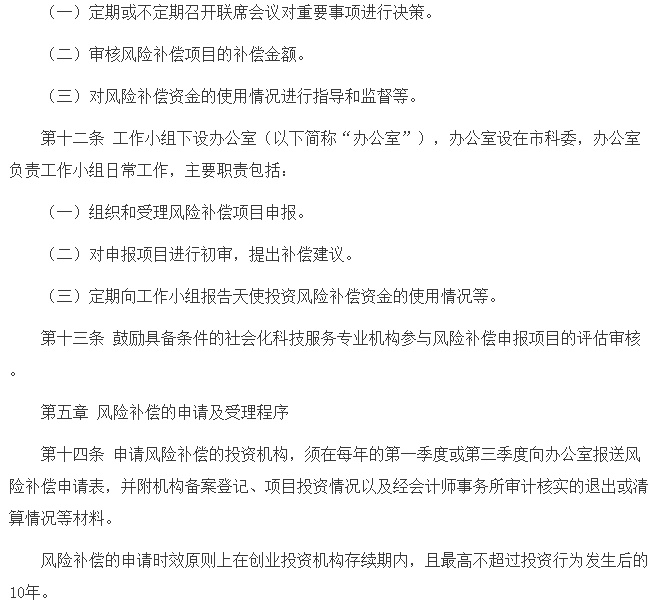 （一）定期或不定期召开联席会议对重要事项进行决策。
（二）审核风险补偿项目的补偿金额。
（三）对风险补偿资金的使用情况进行指导和监督等。
第十二条 工作小组下设办公室（以下简称“办公室”），办公室设在市科委，办公室
负责工作小组日常工作，主要职责包括：
（一）组织和受理风险补偿项目申报。
（二）对申报项目进行初审，提出补偿建议。
（三）定期向工作小组报告天使投资风险补偿资金的使用情况等。
第十三条 鼓励具备条件的社会化科技服务专业机构参与风险补偿申报项目的评估审核
。
第五章 风险补偿的申请及受理程序
第十四条 申请风险补偿的投资机构，须在每年的第一季度或第三季度向办公室报送风
险补偿申请表，并附机构备案登记、项目投资情况以及经会计师事务所审计核实的退出或清
算情况等材料。
风险补偿的申请时效原则上在创业投资机构存续期内，且最高不超过投资行为发生后的
10年。